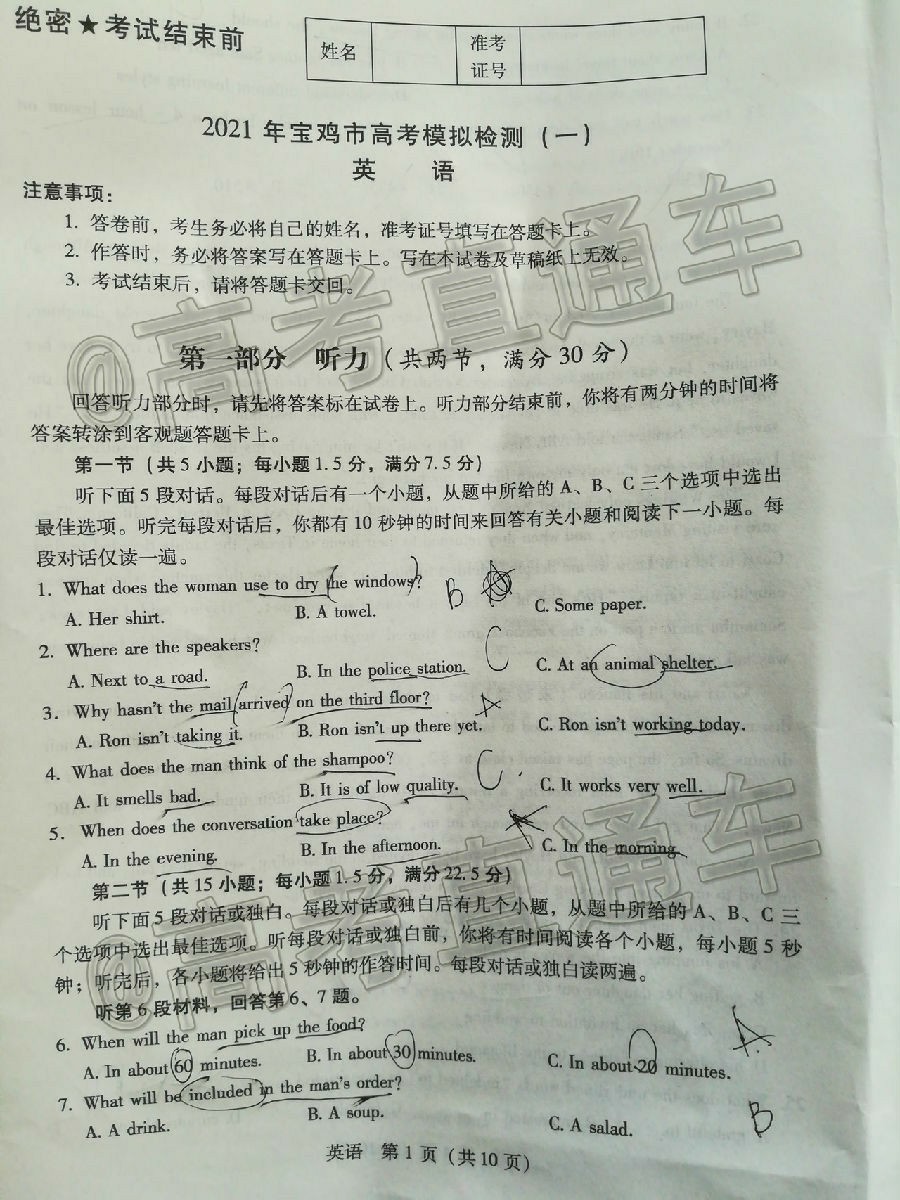 绝密★考试结束前
姓名
准考证号
2021年宝鸡市高考模拟检测(一)
英 语
注意事项：
1. 答卷前，考生务必将自己的姓名，准考证号填写在答题卡上。
2. 作答时，务必将答案写在答题卡上。写在本试卷及草稿纸上无效。
3. 考试结束后，请将答题卡交回。
第一部分 听力(共两节，满分30分)
回答听力部分时，请先将答案标在试卷上。听力部分结束前，你将有两分钟的时间将
答案转涂到客观题答题卡上。
第一节(共5小题；每小题1.5分，满分7.5分)
听下面5段对话。每段对话后有一个小题，从题中所给的A、B、C三个选项中选出
最佳选项。听完每段对话后，你都有10秒钟的时间来回答有关小题和阅读下一小题。每
段对话仅读一遍。
1. What does the woman use to dry the windows?
B
A. Her shirt. B. A towel. C. Some paper.
2. Where are the speakers?
C
A. Next to a road. B. In the police station. C. At an animal shelter.
3. Why hasn't the mail arrived on the third floor?
A
A. Ron isn't taking it. B. Ron isn't up there yet. C. Ron isn't working today.
4. What does the man think of the shampoo?
C
A. It smells bad. B. It is of low quality. C. It works very well.
5. When does the conversation take place?
A. In the evening. B. In the afternoon. C. In the morning.
第二节(共15小题；每小题1.5分，满分22.5分)
听下面5段对话或独白。每段对话或独白后有几个小题，从题中所给的A、B、C三
个选项中选出最佳选项。听每段对话或独白前，你将有时间阅读各个小题，每小题5秒
钟；听完后，各小题将给出5秒钟的作答时间。每段对话或独白读两遍。
听第6段材料，回答第6、7题。
6. When will the man pick up the food?
A
A. In about 60 minutes. B. In about 30 minutes. C. In about 20 minutes.
7. What will be included in the man's order?
B
A. A drink. B. A soup. C. A salad.
英语 第1页(共10页)
@高考直通车
@高考直通车